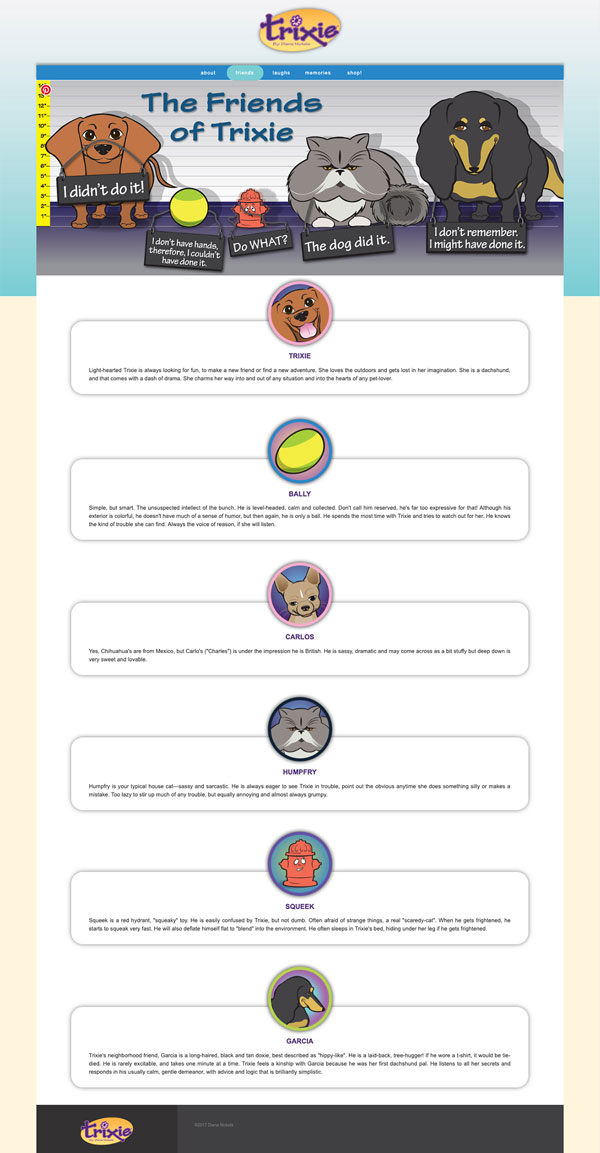 trixie
about friends laughs memories shop!
The Friends
of Trixie
13"
12"
11"
10"
9"
8"
7"
6"
5"
4"
3"
2"
1"
I didn't do it!
I don't have hands,
therefore, I couldn't
have done it.
Do WHAT?
The dog did it.
I don't remember.
I might have done it.
TRIXIE
Light-hearted Trixie is always looking for fun, to make a new friend or find a new adventure. She loves the outdoors and gets lost in her imagination. She is a dachshund,
and that comes with a dash of drama. She charms her way into and out of any situation and into the hearts of any pet-lover.
BALLY
Simple, but smart. The unsuspected intellect of the bunch. He is level-headed, calm and collected. Don't call him reserved, he's far too expressive for that! Although his
exterior is colorful, he doesn't have much of a sense of humor, but then again, he is only a ball. He spends the most time with Trixie and tries to watch out for her. He knows
the kind of trouble she can find. Always the voice of reason, if she will listen.
CARLOS
Yes, Chihuahua's are from Mexico, but Carlo's ("Charles") is under the impression he is British. He is sassy, dramatic and may come across as a bit stuffy but deep down is
very sweet and lovable.
HUMPFRY
Humpfry is your typical house cat—sassy and sarcastic. He is always eager to see Trixie in trouble, point out the obvious anytime she does something silly or makes a
mistake. Too lazy to stir up much of any trouble, but equally annoying and almost always grumpy.
SQUEEK
Squeek is a red hydrant, "squeaky" toy. He is easily confused by Trixie, but not dumb. Often afraid of strange things, a real "scaredy-cat". When he gets frightened, he
starts to squeak very fast. He will also deflate himself flat to "blend" into the environment. He often sleeps in Trixie's bed, hiding under her leg if he gets frightened.
GARCIA
Trixie's neighborhood friend, Garcia is a long-haired, black and tan doxie, best described as "hippy-like". He is a laid-back, tree-hugger! If he wore a t-shirt, it would be tie-
died. He is rarely excitable, and takes one minute at a time. Trixie feels a kinship with Garcia because he was her first dachshund pal. He listens to all her secrets and
responds in his usually calm, gentle demeanor, with advice and logic that is brilliantly simplistic.
trixie